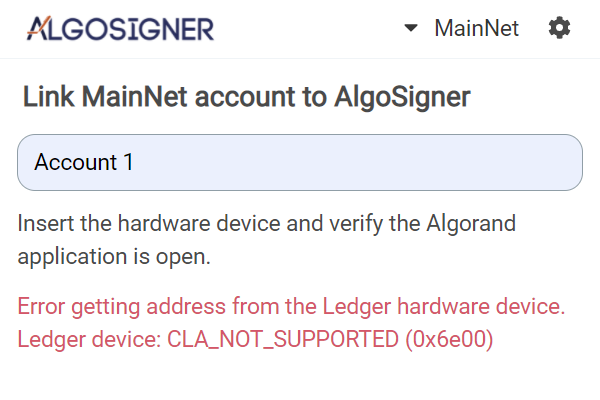 ALGOSIGNER
MainNet
Link MainNet account to AlgoSigner
Account 1
Insert the hardware device and verify the Algorand
application is open.
Error getting address from the Ledger hardware device.
Ledger device: CLA_NOT_SUPPORTED (0x6e00)